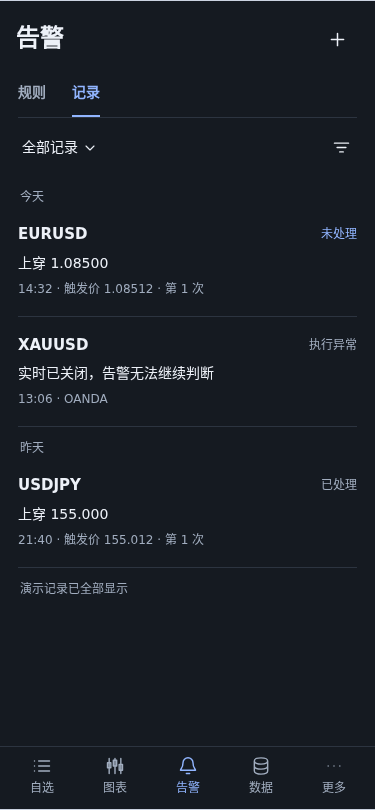 告警
规则 记录
全部记录
今天
EURUSD 未处理
上穿 1.08500
14:32 · 触发价 1.08512 · 第 1 次
XAUUSD 执行异常
实时已关闭，告警无法继续判断
13:06 · OANDA
昨天
USDJPY 已处理
上穿 155.000
21:40 · 触发价 155.012 · 第 1 次
演示记录已全部显示
自选 图表 告警 数据 更多